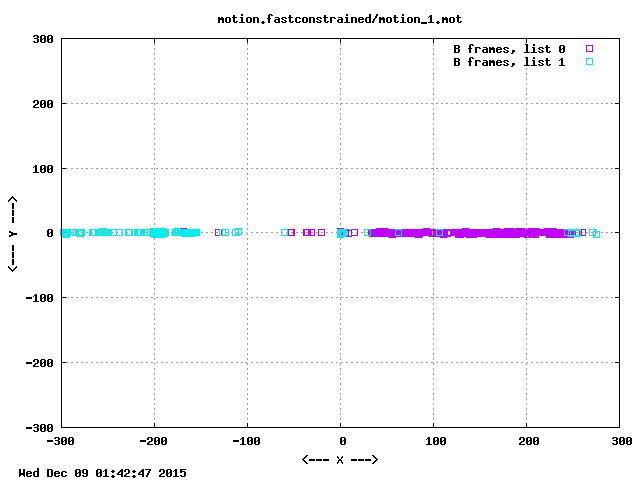 motion.fastconstrained/motion_1.mot
B frames, list 0
B frames, list 1
300
200
100
0
-100
-200
-300
<--- Y --->
-300 -200 -100 0 100 200 300
<--- X --->
Wed Dec 09 01:42:47 2015